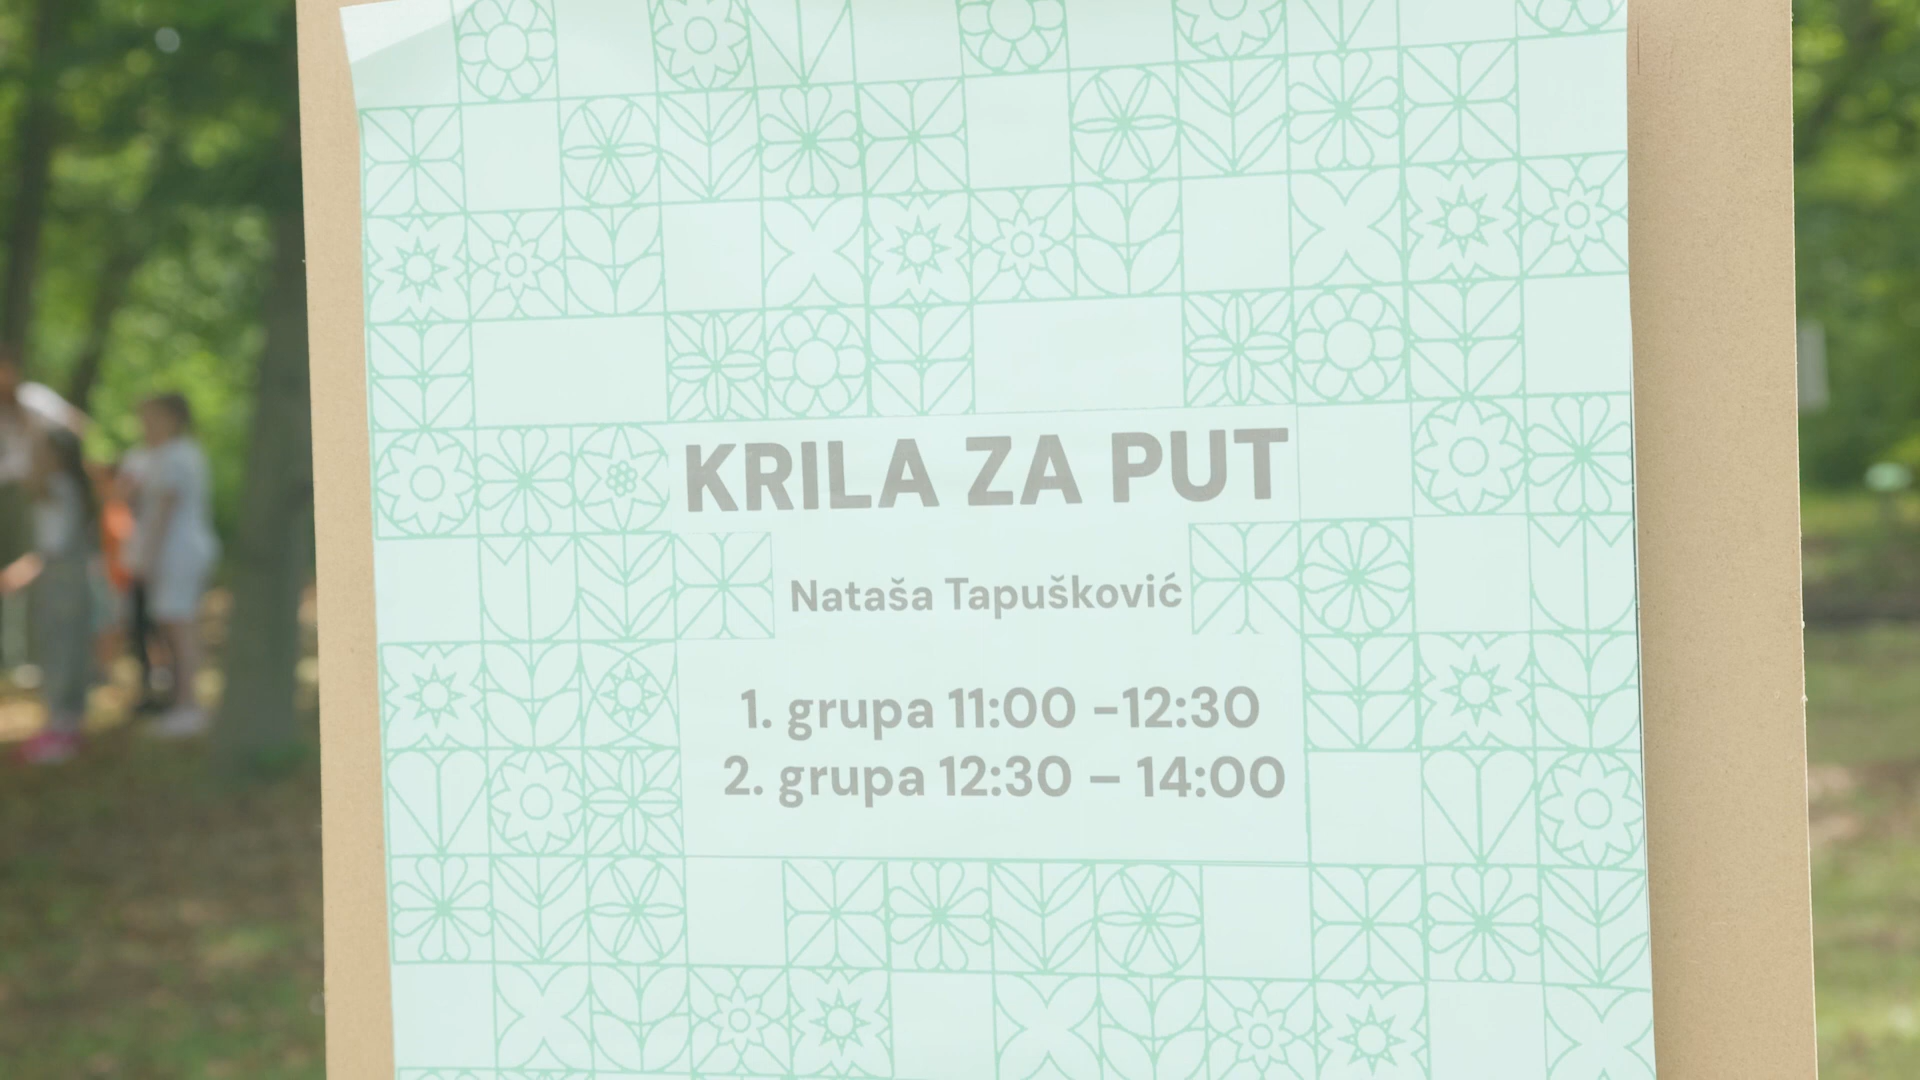 KRILA ZA PUT
Nataša Tapušković
1. grupa 11:00 –12:30
2. grupa 12:30 – 14:00